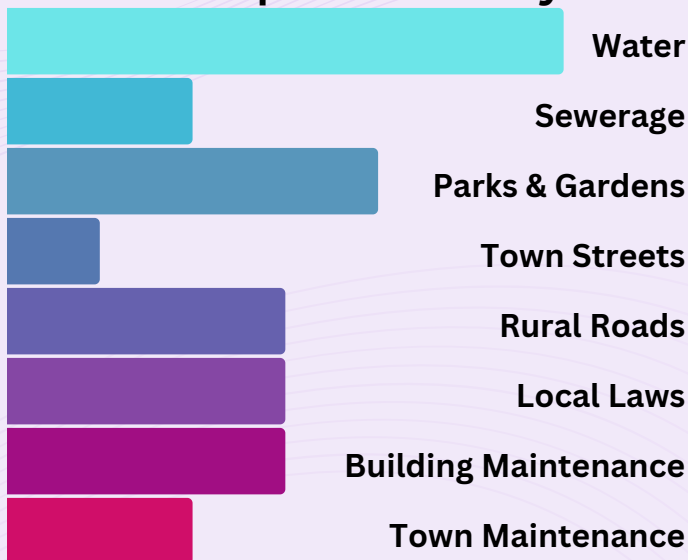 Water
Sewerage
Parks & Gardens
Town Streets
Rural Roads
Local Laws
Building Maintenance
Town Maintenance